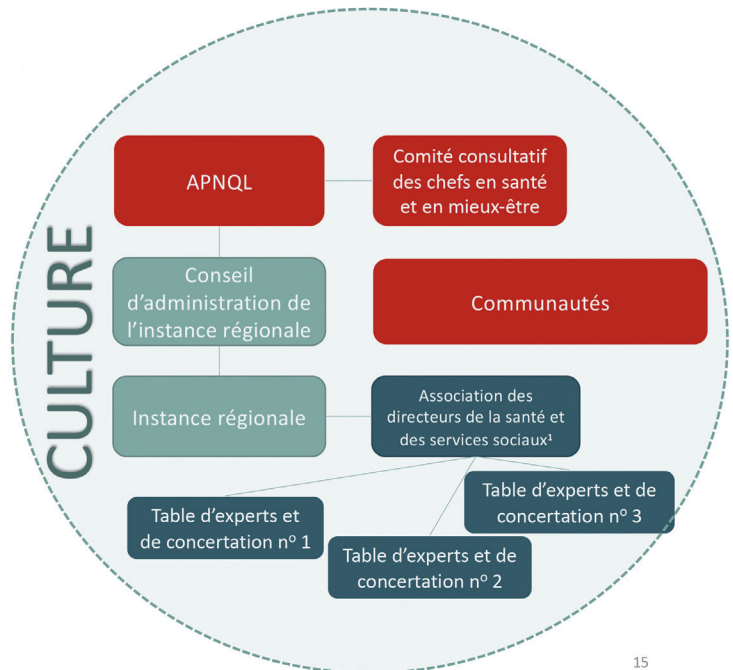 CULTURE
APNQL
Comité consultatif
des chefs en santé
et en mieux-être
Conseil
d’administration de
l’instance régionale
Communautés
Instance régionale
Association des
directeurs de la santé et
des services sociaux¹
Table d’experts et
de concertation nº 1
Table d’experts et de
concertation nº 2
Table d’experts et de
concertation nº 3
15